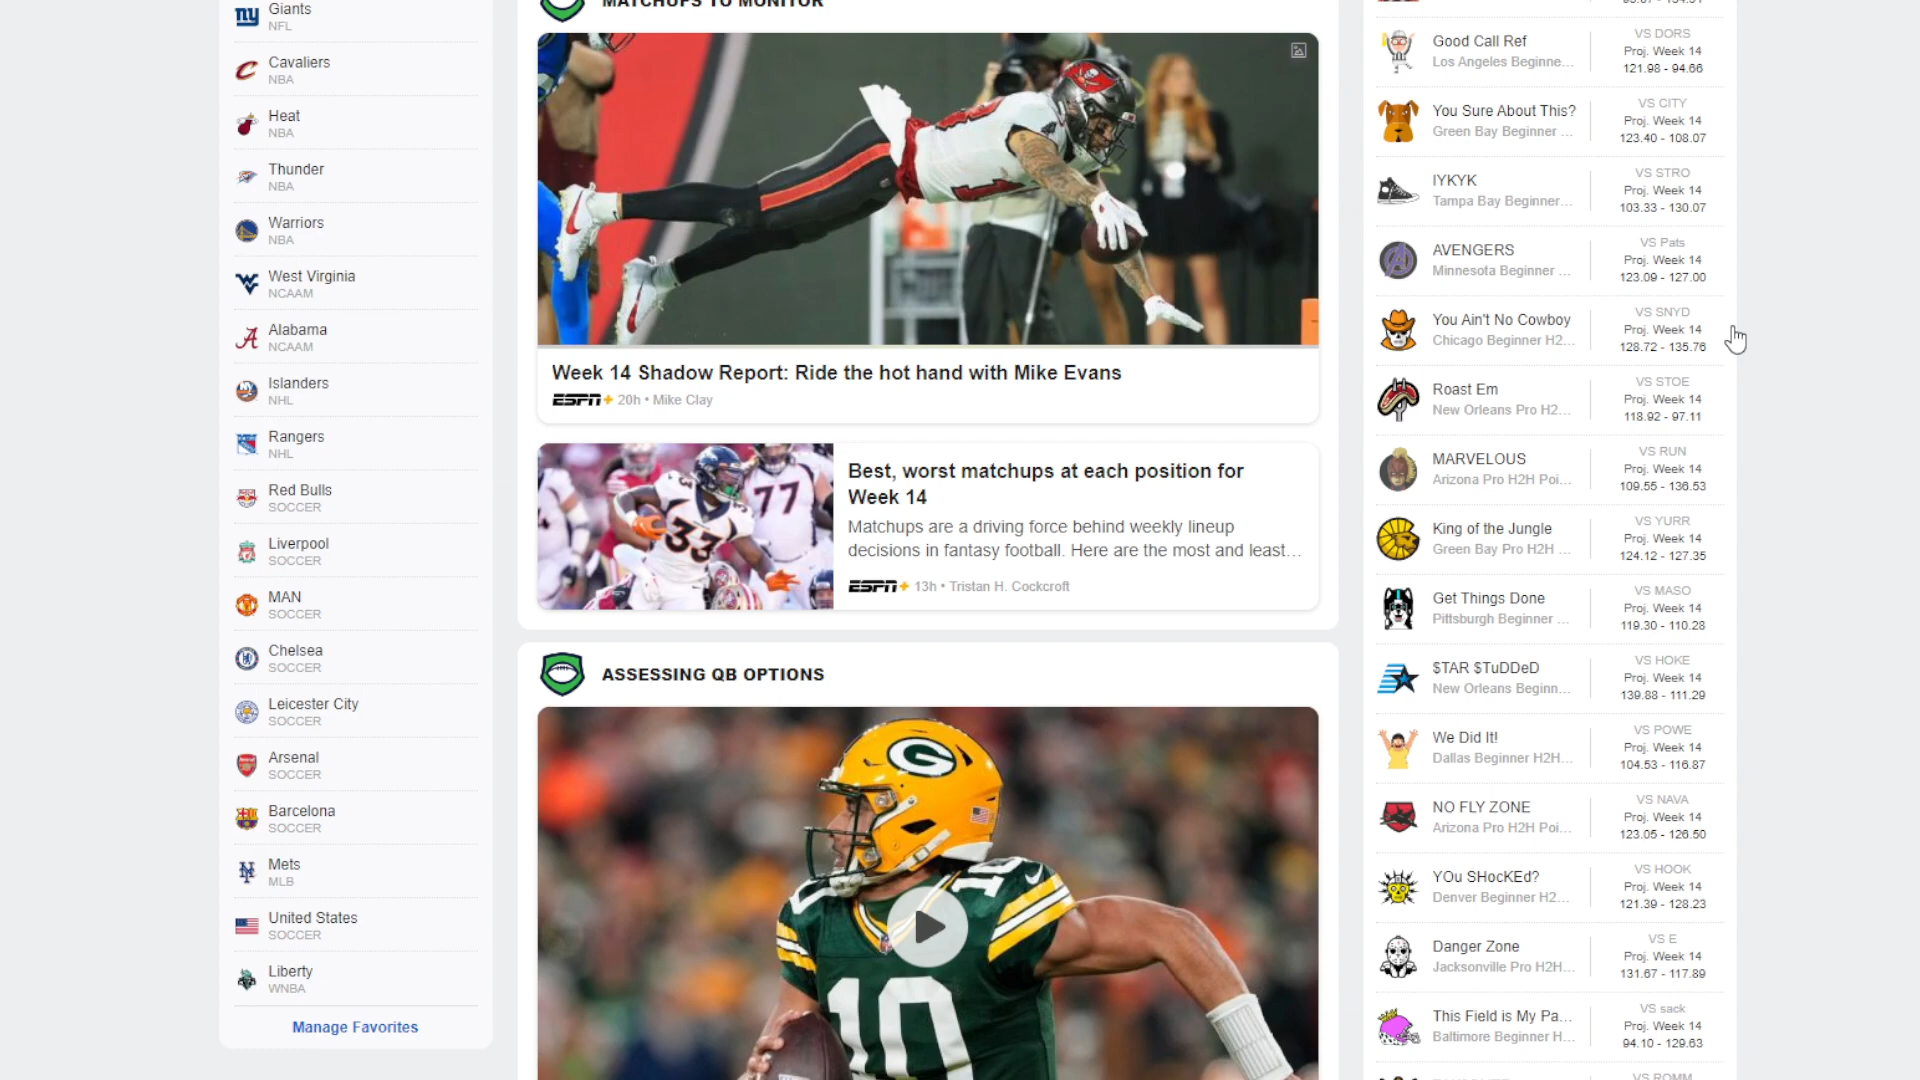 Giants
NFL
Cavaliers
NBA
Heat
NBA
Thunder
NBA
Warriors
NBA
West Virginia
NCAAM
Alabama
NCAAM
Islanders
NHL
Rangers
NHL
Red Bulls
SOCCER
Liverpool
SOCCER
MAN
SOCCER
Chelsea
SOCCER
Leicester City
SOCCER
Arsenal
SOCCER
Barcelona
SOCCER
Mets
MLB
United States
SOCCER
Liberty
WNBA
Manage Favorites
MATCHUPS TO MONITOR
Week 14 Shadow Report: Ride the hot hand with Mike Evans
ESPN+ 20h • Mike Clay
33
77
Best, worst matchups at each position for
Week 14
Matchups are a driving force behind weekly lineup
decisions in fantasy football. Here are the most and least...
ESPN+ 13h • Tristan H. Cockcroft
ASSESSING QB OPTIONS
G
10
10
Good Call Ref
Los Angeles Beginne...
VS DORS
Proj. Week 14
121.98 - 94.66
You Sure About This?
Green Bay Beginner ...
VS CITY
Proj. Week 14
123.40 - 108.07
IYKYK
Tampa Bay Beginner...
VS STRO
Proj. Week 14
103.33 - 130.07
AVENGERS
Minnesota Beginner ...
VS Pats
Proj. Week 14
123.09 - 127.00
You Ain't No Cowboy
Chicago Beginner H2...
VS SNYD
Proj. Week 14
128.72 - 135.76
Roast Em
New Orleans Pro H2...
VS STOE
Proj. Week 14
118.92 - 97.11
MARVELOUS
Arizona Pro H2H Poi...
VS RUN
Proj. Week 14
109.55 - 136.53
King of the Jungle
Green Bay Pro H2H ...
VS YURR
Proj. Week 14
124.12 - 127.35
Get Things Done
Pittsburgh Beginner ...
VS MASO
Proj. Week 14
119.30 - 110.28
$TAR $TuDDeD
New Orleans Beginn...
VS HOKE
Proj. Week 14
139.88 - 111.29
We Did It!
Dallas Beginner H2H...
VS POWE
Proj. Week 14
104.53 - 116.87
NO FLY ZONE
Arizona Pro H2H Poi...
VS NAVA
Proj. Week 14
123.05 - 126.50
YOu SHocKEd?
Denver Beginner H2...
VS HOOK
Proj. Week 14
121.39 - 128.23
Danger Zone
Jacksonville Pro H2H...
VS E
Proj. Week 14
131.67 - 117.89
This Field is My Pa...
Baltimore Beginner H...
VS sack
Proj. Week 14
94.10 - 129.63
VS ROMM